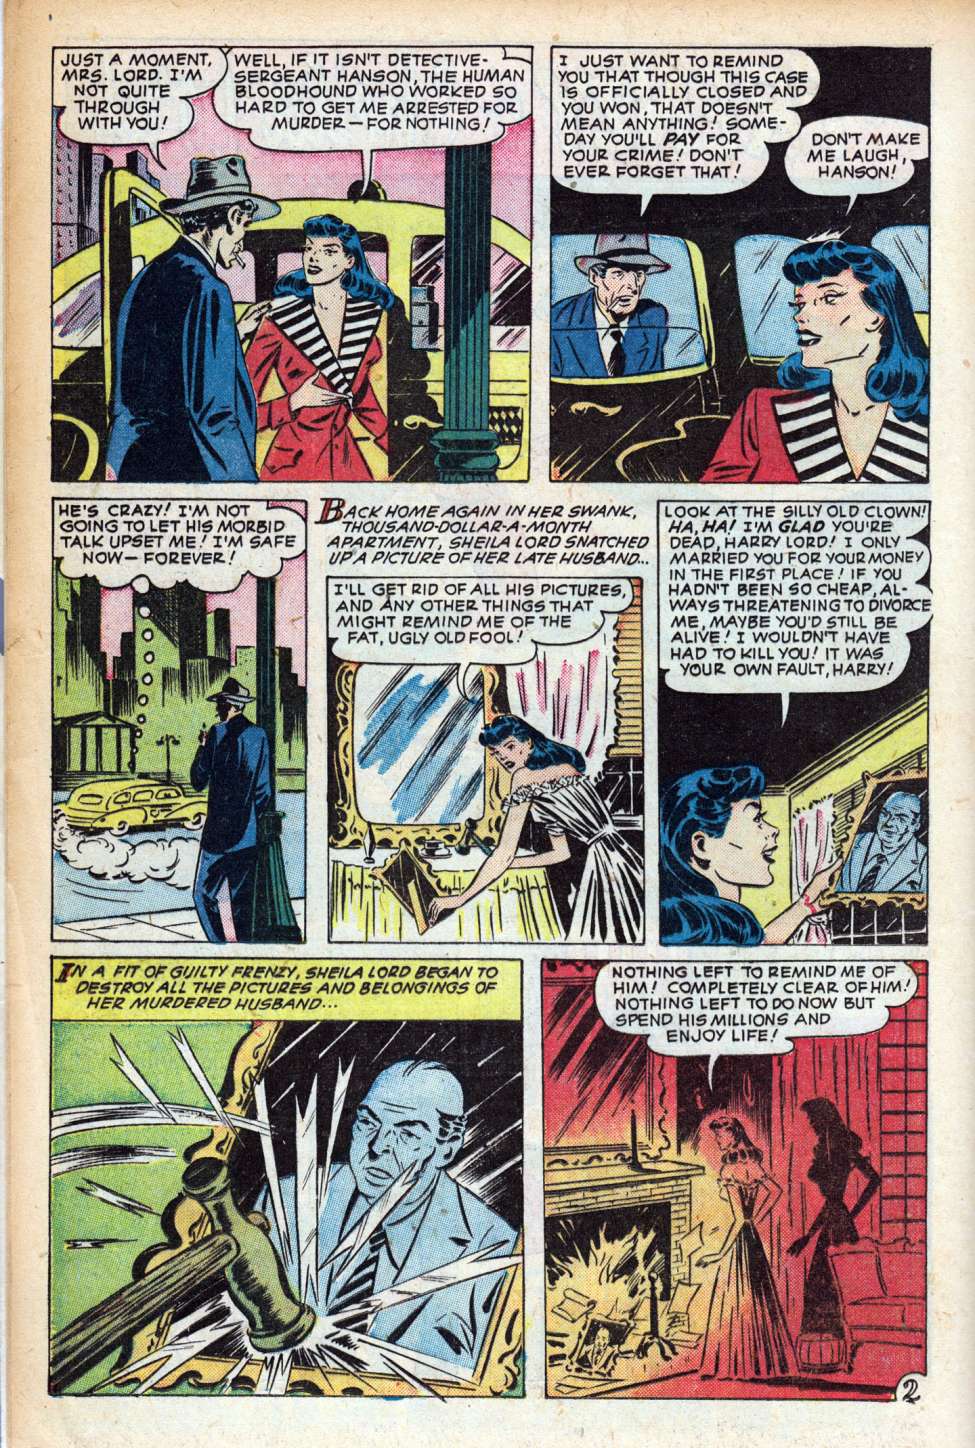 JUST A MOMENT,
MRS. LORD. I'M
NOT QUITE
THROUGH
WITH YOU!
WELL, IF IT ISN'T DETECTIVE-
SERGEANT HANSON, THE HUMAN
BLOODHOUND WHO WORKED SO
HARD TO GET ME ARRESTED FOR
MURDER—FOR NOTHING!
I JUST WANT TO REMIND
YOU THAT THOUGH THIS CASE
IS OFFICIALLY CLOSED AND
YOU WON, THAT DOESN'T
MEAN ANYTHING! SOME-
DAY YOU'LL PAY FOR
YOUR CRIME! DON'T
EVER FORGET THAT!
DON'T MAKE
ME LAUGH,
HANSON!
HE'S CRAZY! I'M NOT
GOING TO LET HIS MORBID
TALK UPSET ME! I'M SAFE
NOW—FOREVER!
BACK HOME AGAIN IN HER SWANK,
THOUSAND-DOLLAR-A-MONTH
APARTMENT, SHEILA LORD SNATCHED
UP A PICTURE OF HER LATE HUSBAND...
I'LL GET RID OF ALL HIS PICTURES,
AND ANY OTHER THINGS THAT
MIGHT REMIND ME OF THE
FAT, UGLY OLD FOOL!
LOOK AT THE SILLY OLD CLOWN!
HA, HA! I'M GLAD YOU'RE
DEAD, HARRY LORD! I ONLY
MARRIED YOU FOR YOUR MONEY
IN THE FIRST PLACE! IF YOU
HADN'T BEEN SO CHEAP, AL-
WAYS THREATENING TO DIVORCE
ME, MAYBE YOU'D STILL BE
ALIVE! I WOULDN'T HAVE
HAD TO KILL YOU! IT WAS
YOUR OWN FAULT, HARRY!
IN A FIT OF GUILTY FRENZY, SHEILA LORD BEGAN TO
DESTROY ALL THE PICTURES AND BELONGINGS OF
HER MURDERED HUSBAND...
NOTHING LEFT TO REMIND ME OF
HIM! COMPLETELY CLEAR OF HIM!
NOTHING LEFT TO DO NOW BUT
SPEND HIS MILLIONS AND
ENJOY LIFE!
2